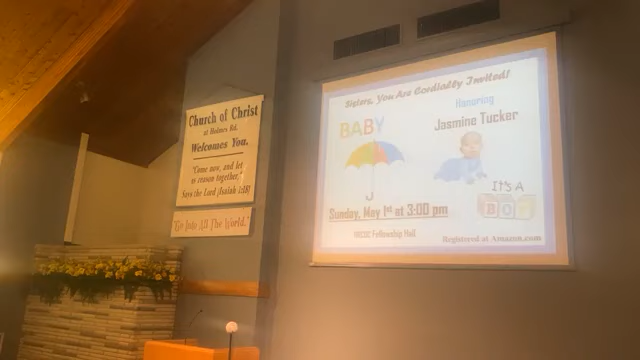 Church of Christ
at Holmes Rd.
Welcomes You.
"Come now, and let
us reason together,"
Says the Lord (Isaiah 1:18)
"Go Into All The World."
Sisters, You Are Cordially Invited!
Honoring
Jasmine Tucker
BABY
IT'S A
BOY
Sunday, May 1st at 3:00 pm
Fellowship Hall
Registered at Amazon.com